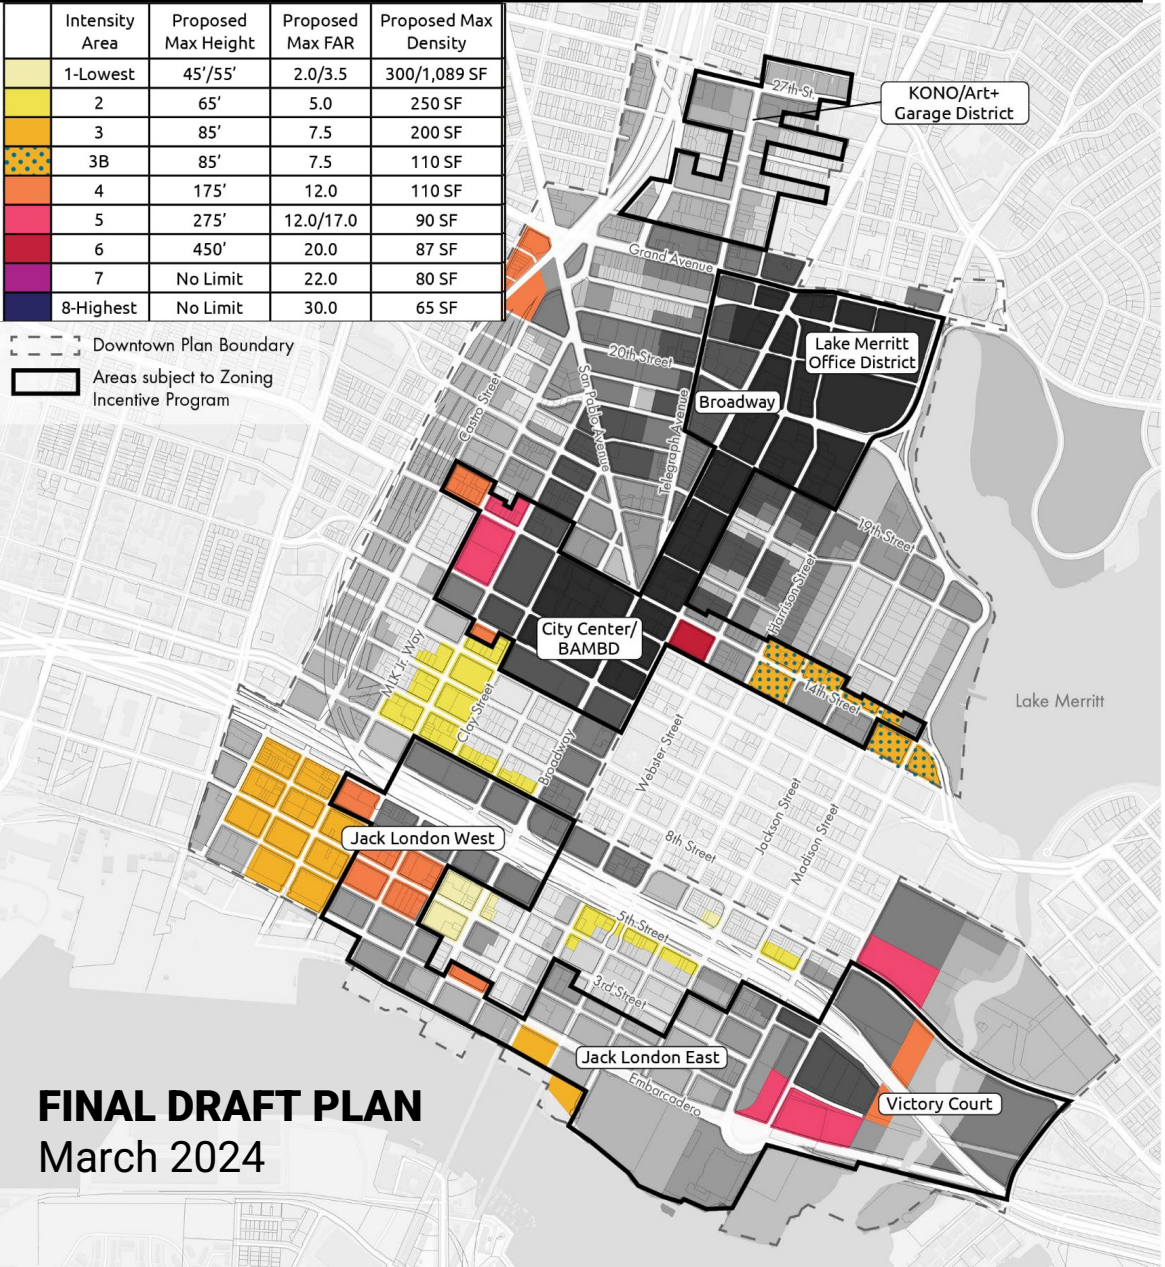 Intensity Area | Proposed Max Height | Proposed Max FAR | Proposed Max Density
1-Lowest | 45′/55′ | 2.0/3.5 | 300/1,089 SF
2 | 65′ | 5.0 | 250 SF
3 | 85′ | 7.5 | 200 SF
3B | 85′ | 7.5 | 110 SF
4 | 175′ | 12.0 | 110 SF
5 | 275′ | 12.0/17.0 | 90 SF
6 | 450′ | 20.0 | 87 SF
7 | No Limit | 22.0 | 80 SF
8-Highest | No Limit | 30.0 | 65 SF
Downtown Plan Boundary
Areas subject to Zoning
Incentive Program
27th St.
KONO/Art+
Garage District
Grand Avenue
Lake Merritt
Office District
20th Street
Broadway
Castro Street
San Pablo Avenue
Telegraph Avenue
19th Street
Harrison Street
City Center/
BAMBD
MLK Jr. Way
Clay Street
14th Street
Lake Merritt
Broadway
Webster Street
Jack London West
8th Street
Jackson Street
Madison Street
5th Street
3rd Street
Jack London East
Embarcadero
Victory Court
FINAL DRAFT PLAN
March 2024